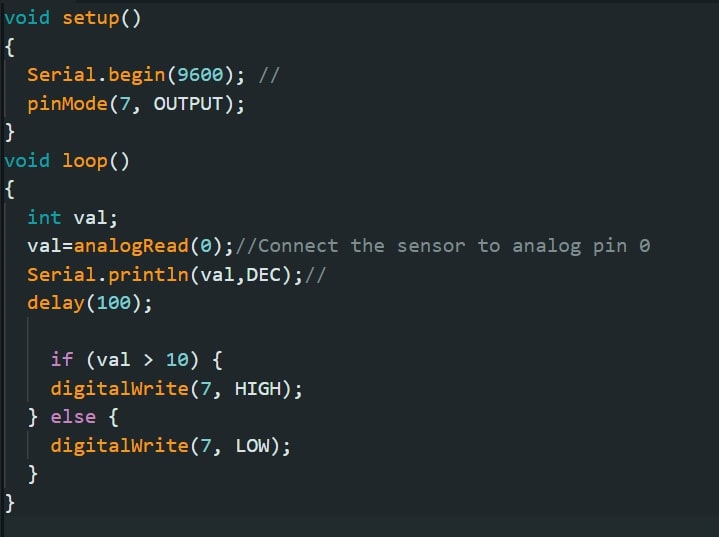 void setup()
{
  Serial.begin(9600); //
  pinMode(7, OUTPUT);
}
void loop()
{
  int val;
  val=analogRead(0);//Connect the sensor to analog pin 0
  Serial.println(val,DEC);//
  delay(100);

    if (val > 10) {
    digitalWrite(7, HIGH);
  } else {
    digitalWrite(7, LOW);
  }
}